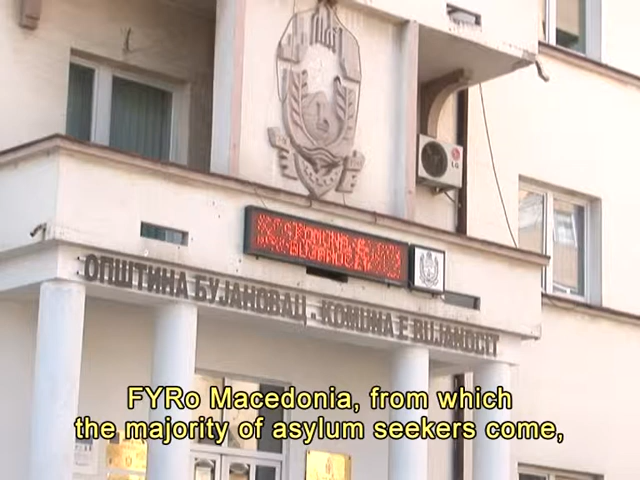 LG
ОПШТИНА БУЈАНОВАЦ - KOMUNA E BUJANOCIT
FYRo Macedonia, from which
the majority of asylum seekers come,